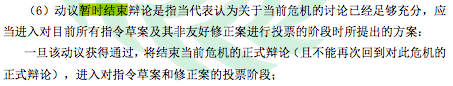 (6)动议暂时结束辩论是指当代表认为关于当前危机的讨论已经足够充分，应
当进入对目前所有指令草案及其非友好修正案进行投票的阶段时所提出的方案：
一旦该动议获得通过，将结束当前危机的正式辩论（且不能再次回到对此危机的
正式辩论），进入对指令草案和修正案的投票阶段；